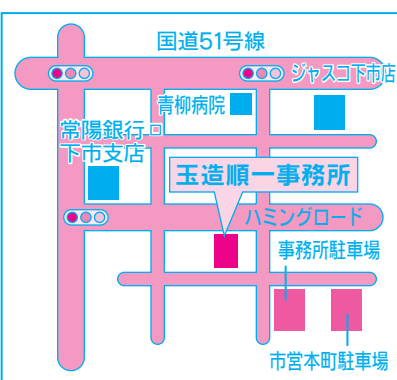 国道51号線
ジャスコ下市店
青柳病院
常陽銀行
下市支店
玉造順一事務所
ハミングロード
事務所駐車場
市営本町駐車場